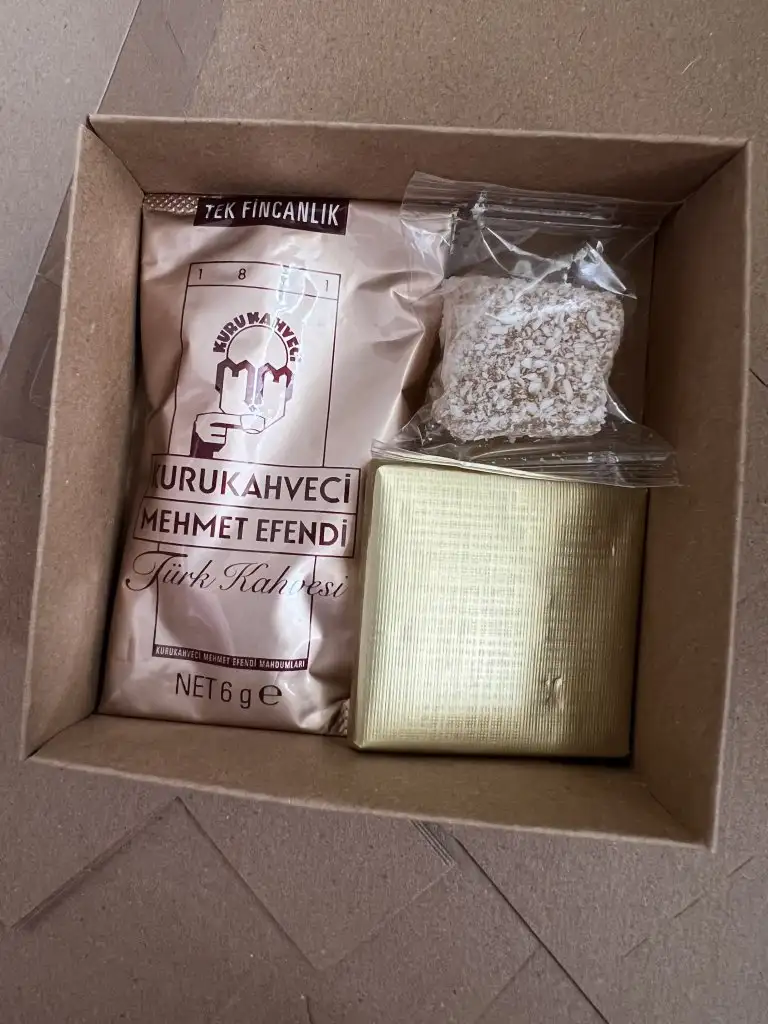 TEK FİNCANLIK
1 8 7 1
KURUKAHVECİ
KURUKAHVECİ
MEHMET EFENDİ
Türk Kahvesi
KURUKAHVECİ MEHMET EFENDİ MAHDUMLARI
NET 6 g ℮